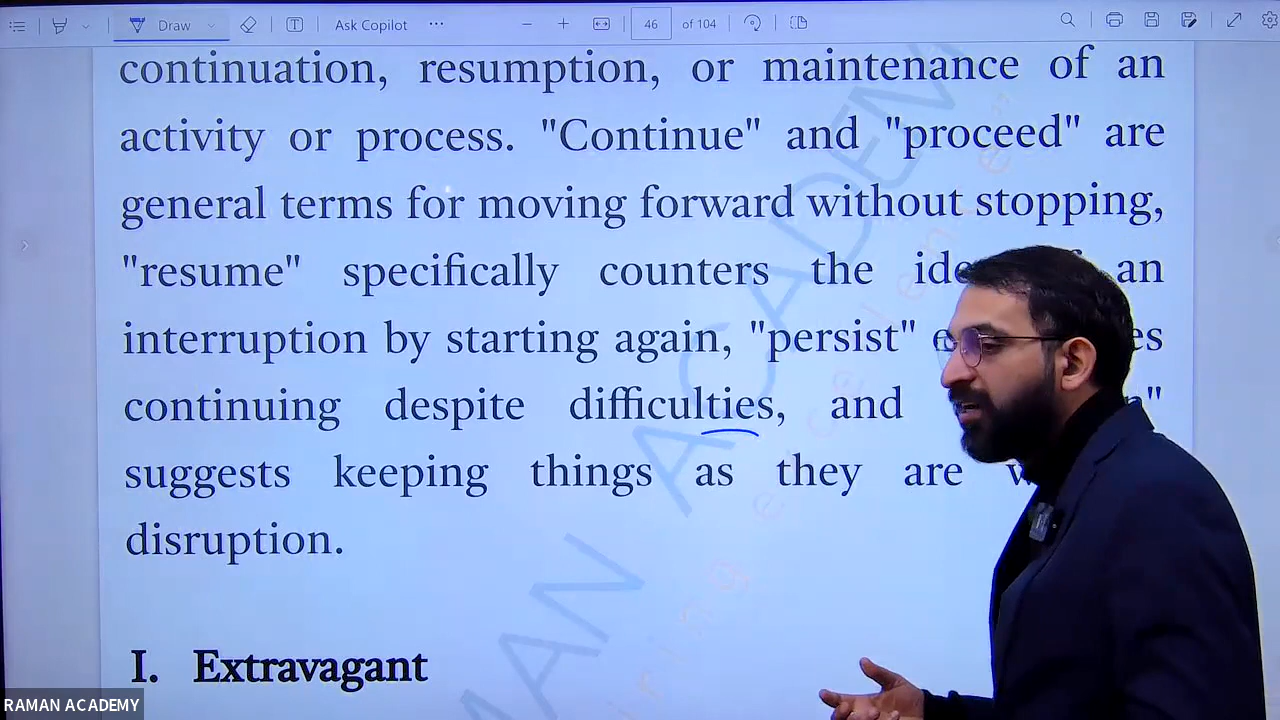 Draw
Ask Copilot
46 of 104
continuation, resumption, or maintenance of an
activity or process. "Continue" and "proceed" are
general terms for moving forward without stopping,
"resume" specifically counters the an
interruption by starting again, "persist"
continuing despite difficulties, and
suggests keeping things as they are
disruption.
I. Extravagant
RAMAN ACADEMY
RAMAN ACADEMY